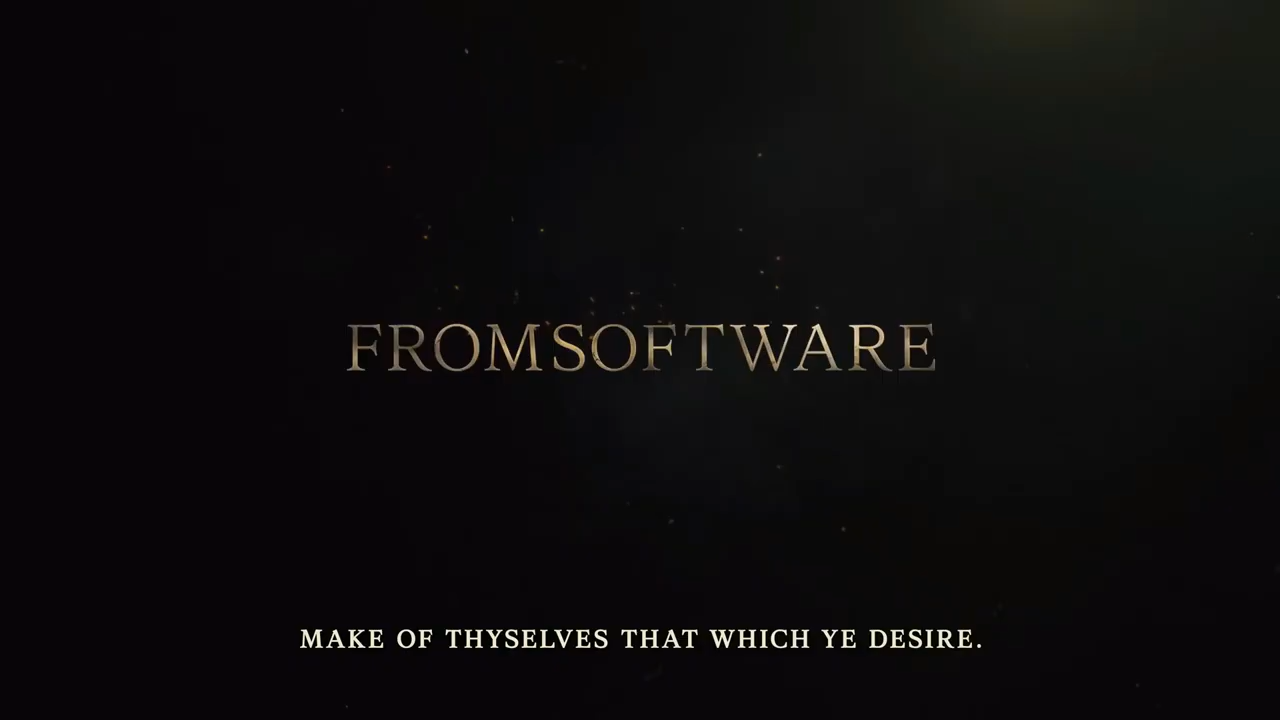 FROMSOFTWARE
MAKE OF THYSELVES THAT WHICH YE DESIRE.